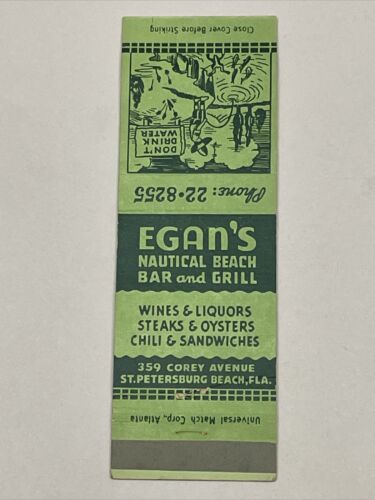 Close Cover Before Striking
DON'T
DRINK
WATER
Phone: 22•8255
EGAN'S
NAUTICAL BEACH
BAR and GRILL
WINES & LIQUORS
STEAKS & OYSTERS
CHILI & SANDWICHES
359 COREY AVENUE
ST. PETERSBURG BEACH, FLA.
Universal Match Corp., Atlanta